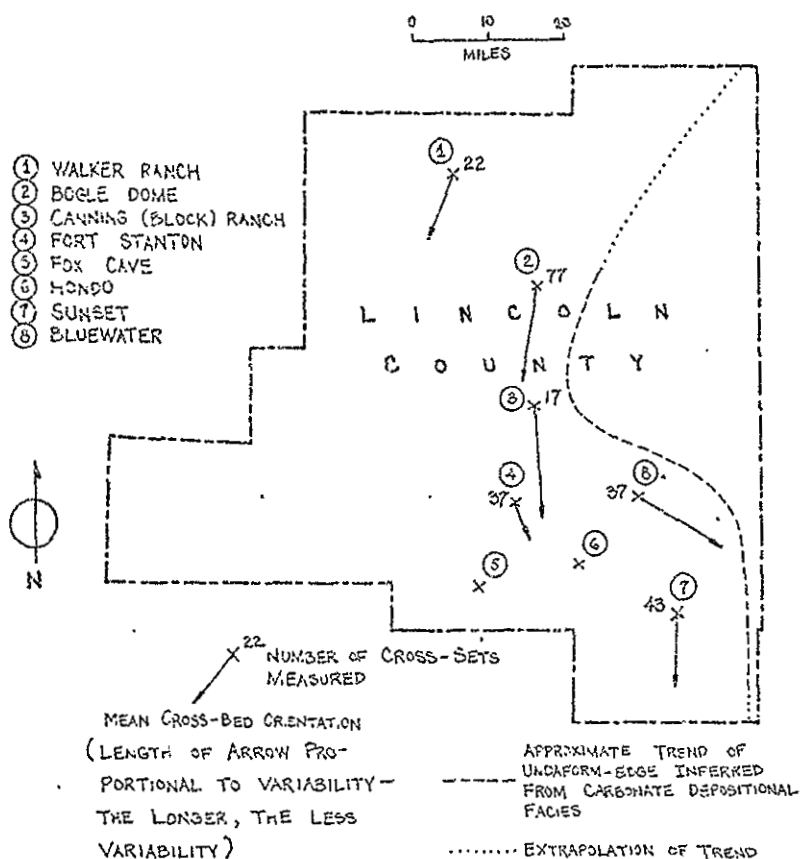 0 10 20
MILES
① WALKER RANCH
② BOGLE DOME
③ CANNING (BLOCK) RANCH
④ FORT STANTON
⑤ FOX CAVE
⑥ HONDO
⑦ SUNSET
⑧ BLUEWATER
① 22
② 77
LINCOLN
COUNTY
③ 17
④ 37
⑧ 37
⑤
⑥
⑦ 43
N
22 NUMBER OF CROSS-SETS
MEASURED
MEAN CROSS-BED ORIENTATION
(LENGTH OF ARROW PRO-
PORTIONAL TO VARIABILITY -
THE LONGER, THE LESS
VARIABILITY)
APPROXIMATE TREND OF
UNDAFORM-EDGE INFERRED
FROM CARBONATE DEPOSITIONAL
FACIES
EXTRAPOLATION OF TREND